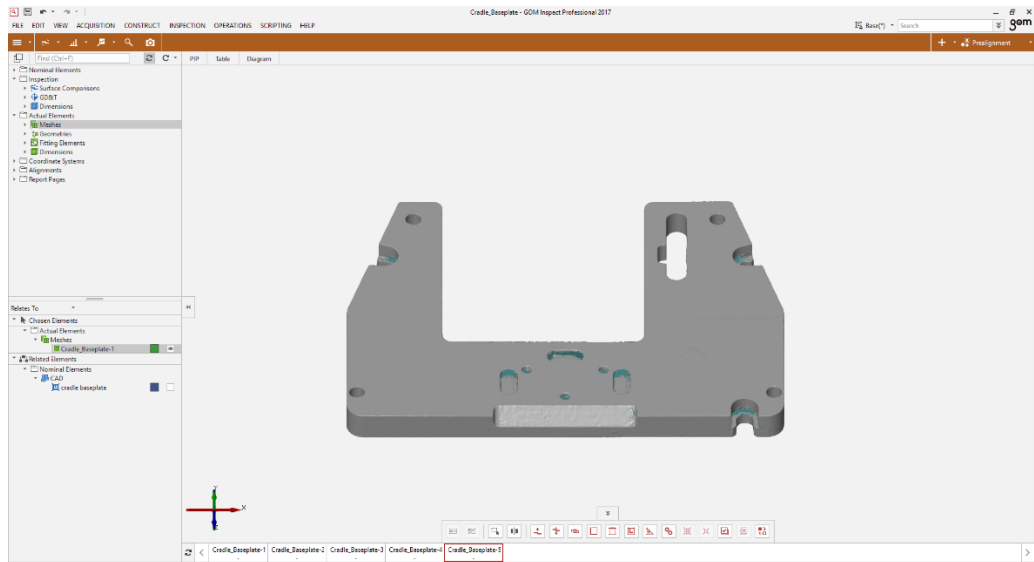 Cradle_Baseplate - GOM Inspect Professional 2017
FILE EDIT VIEW ACQUISITION CONSTRUCT INSPECTION OPERATIONS SCRIPTING HELP
Base(*) Search gom
Prealignment
Find (Ctrl+F) PIP Table Diagram
Nominal Elements
Inspection
Surface Comparisons
GD&T
Dimensions
Actual Elements
Meshes
Geometries
Fitting Elements
Dimensions
Coordinate Systems
Alignments
Report Pages
Relates To
Chosen Elements
Actual Elements
Meshes
Cradle_Baseplate-1
Related Elements
Nominal Elements
CAD
cradle baseplate
Y
X
Cradle_Baseplate-1 Cradle_Baseplate-2 Cradle_Baseplate-3 Cradle_Baseplate-4 Cradle_Baseplate-5